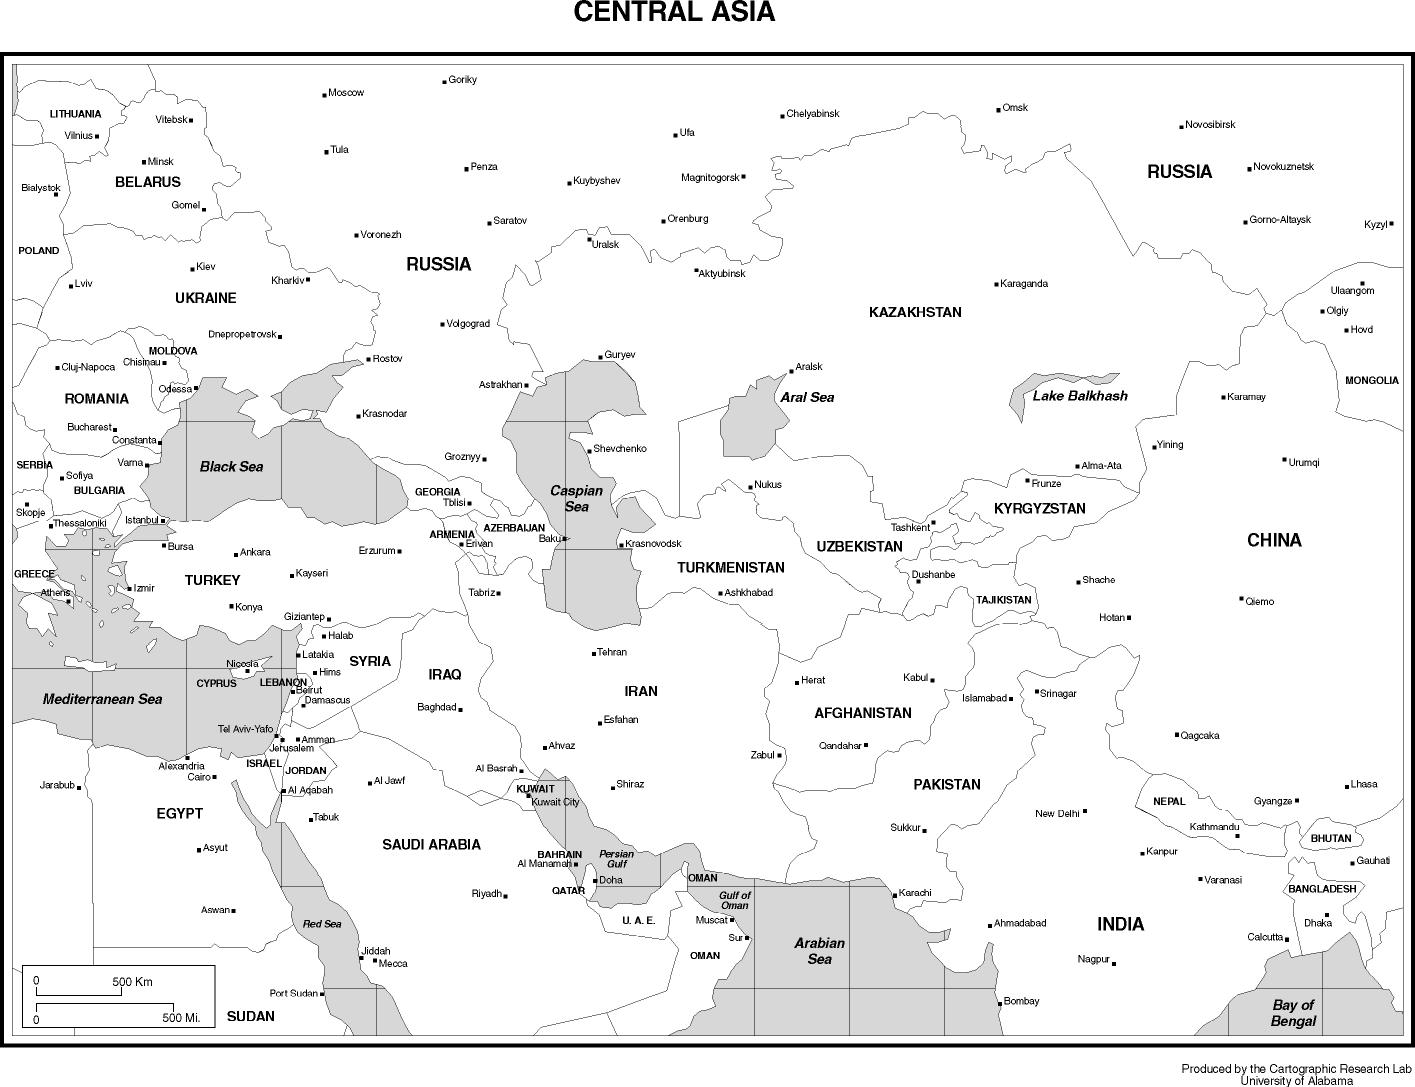 CENTRAL ASIA
Goriky
Moscow
Omsk
Chelyabinsk
LITHUANIA
Vitebsk
Novosibirsk
Vilnius
Ufa
Tula
Minsk
Penza
Novokuznetsk
RUSSIA
Magnitogorsk
BELARUS
Kuybyshev
Bialystok
Gomel
Orenburg
Saratov
Gorno-Altaysk
Kyzyl
Voronezh
Uralsk
POLAND
RUSSIA
Kiev
Aktyubinsk
Kharkiv
Lviv
Karaganda
Ulaangom
UKRAINE
Olgiy
KAZAKHSTAN
Volgograd
Hovd
Dnepropetrovsk
MOLDOVA
Guryev
Rostov
Chisinau
Cluj-Napoca
Aralsk
MONGOLIA
Astrakhan
Odessa
Lake Balkhash
Aral Sea
Karamay
ROMANIA
Krasnodar
Bucharest
Constanta
Yining
Shevchenko
Groznyy
Varna
Urumqi
SERBIA
Black Sea
Alma-Ata
Sofiya
Frunze
Nukus
BULGARIA
GEORGIA
Caspian
Sea
Tblisi
KYRGYZSTAN
Skopje
Istanbul
Thessaloniki
AZERBAIJAN
Tashkent
ARMENIA
Baku
CHINA
Erivan
Krasnovodsk
UZBEKISTAN
Bursa
Ankara
Erzurum
TURKMENISTAN
GREECE
Kayseri
Dushanbe
TURKEY
Shache
Izmir
Athens
Tabriz
Ashkhabad
TAJIKISTAN
Qiemo
Konya
Giziantep
Hotan
Halab
Tehran
Latakia
SYRIA
Nicosia
Hims
IRAQ
Kabul
Herat
CYPRUS
LEBANON
Beirut
IRAN
Srinagar
Islamabad
Mediterranean Sea
Damascus
Baghdad
AFGHANISTAN
Esfahan
Tel Aviv-Yafo
Amman
Qagcaka
Jerusalem
Ahvaz
Qandahar
Zabul
Alexandria
ISRAEL
JORDAN
Al Basrah
Cairo
Al Jawf
Jarabub
Shiraz
PAKISTAN
Lhasa
Al Aqabah
KUWAIT
Kuwait City
NEPAL
Gyangze
EGYPT
Tabuk
New Delhi
Sukkur
Kathmandu
BHUTAN
SAUDI ARABIA
Asyut
BAHRAIN
Persian
Gulf
Al Manamah
Kanpur
Gauhati
OMAN
Doha
Varanasi
QATAR
BANGLADESH
Riyadh
Karachi
Gulf of
Oman
Aswan
U. A. E.
Muscat
Red Sea
Ahmadabad
INDIA
Dhaka
Sur
Calcutta
Arabian
Sea
Jiddah
OMAN
Mecca
Nagpur
0
500 Km
Port Sudan
Bombay
0
500 Mi.
SUDAN
Bay of
Bengal
Produced by the Cartographic Research Lab
University of Alabama